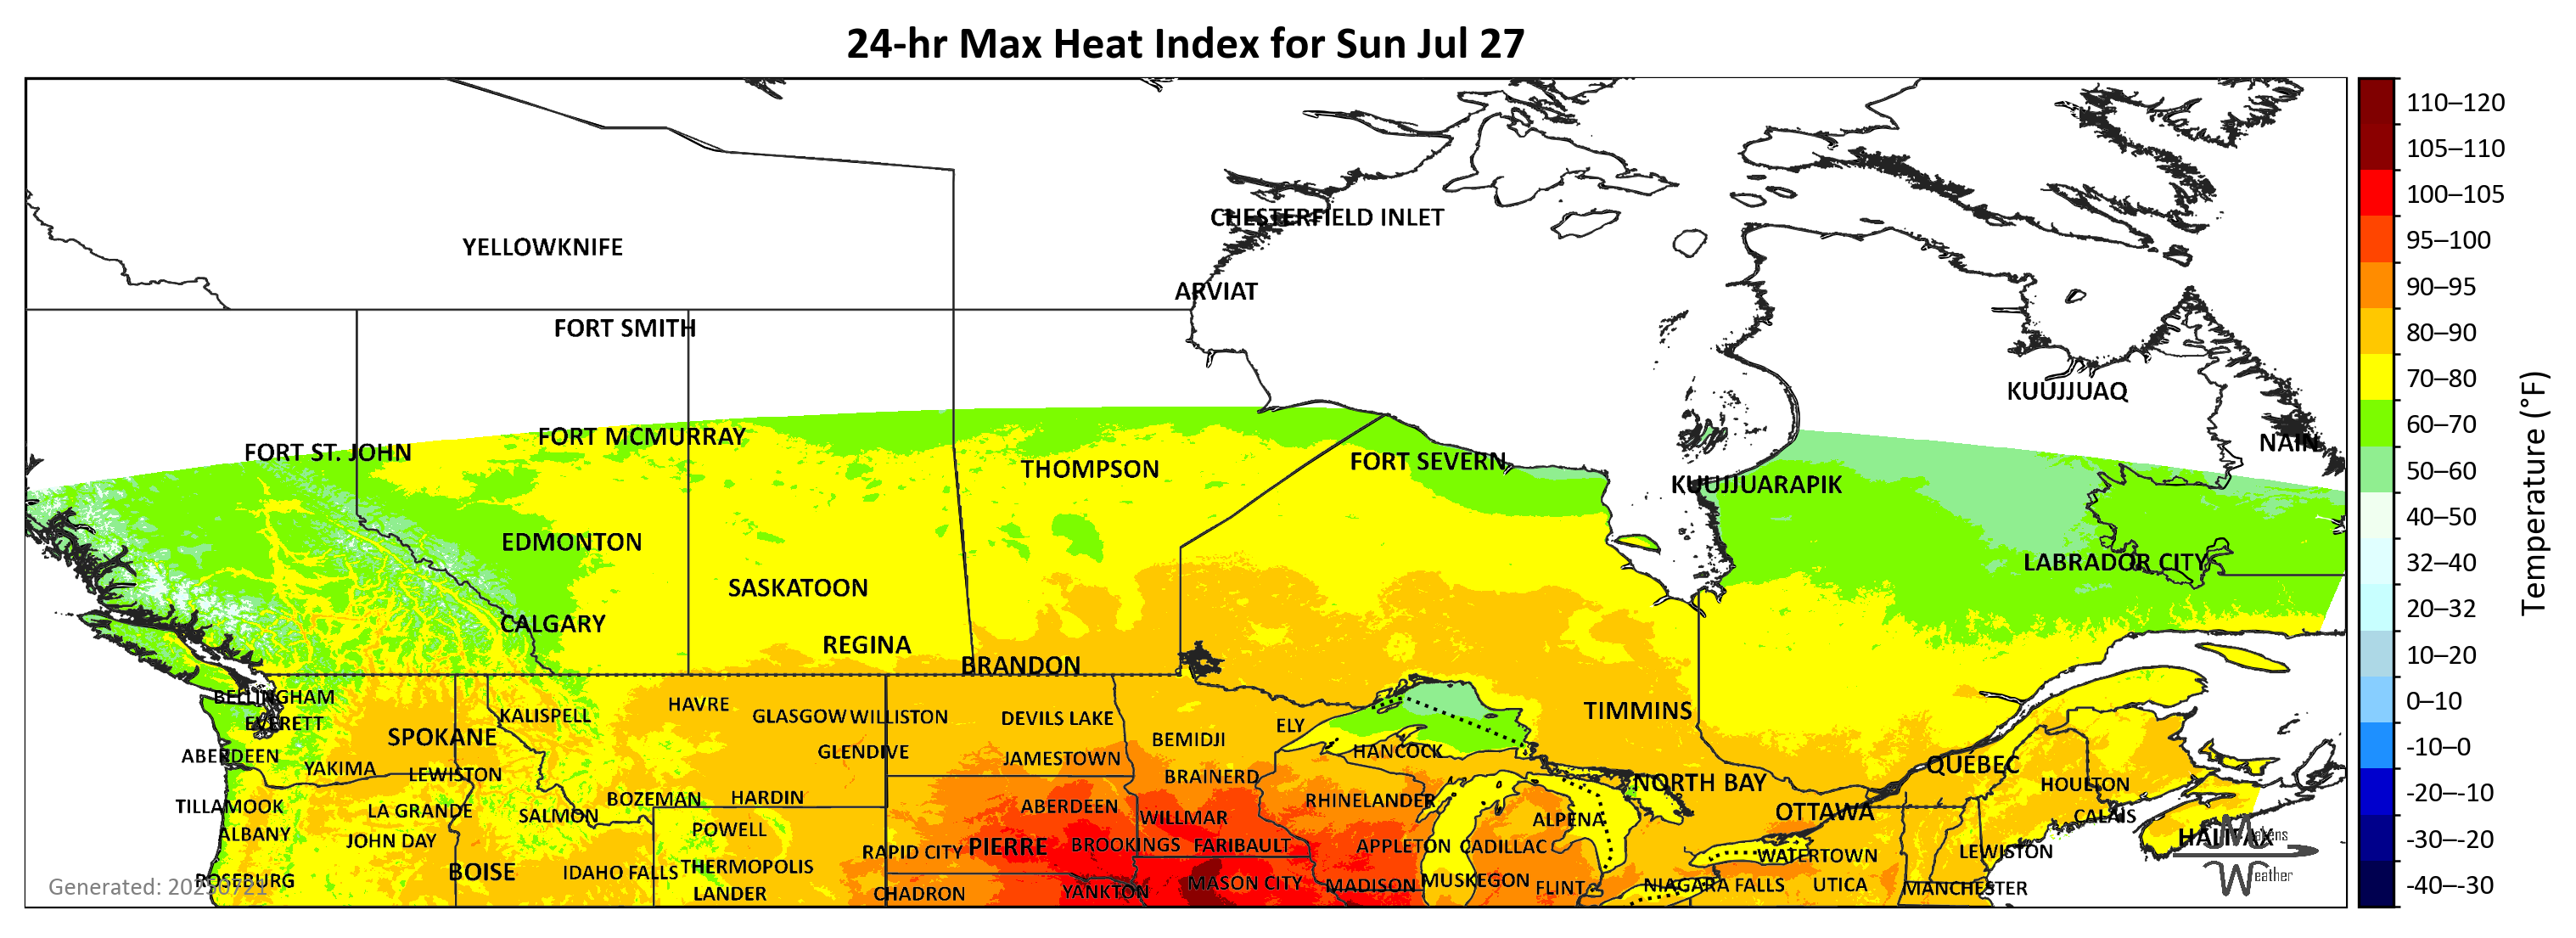 24-hr Max Heat Index for Sun Jul 27
110–120
105–110
100–105
95–100
90–95
80–90
70–80
60–70
50–60
40–50
32–40
20–32
10–20
0–10
-10–0
-20–-10
-30–-20
-40–-30
Temperature (°F)
CHESTERFIELD INLET
YELLOWKNIFE
ARVIAT
FORT SMITH
KUUJJUAQ
NAIN
FORT MCMURRAY
FORT ST. JOHN
THOMPSON
FORT SEVERN
KUUJJUARAPIK
EDMONTON
LABRADOR CITY
SASKATOON
CALGARY
REGINA
BRANDON
BELLINGHAM
HAVRE
KALISPELL
GLASGOW
WILLISTON
DEVILS LAKE
TIMMINS
EVERETT
ELY
SPOKANE
BEMIDJI
ABERDEEN
GLENDIVE
JAMESTOWN
HANCOCK
QUÉBEC
YAKIMA
LEWISTON
BRAINERD
NORTH BAY
HOULTON
TILLAMOOK
LA GRANDE
SALMON
BOZEMAN
HARDIN
ABERDEEN
WILLMAR
RHINELANDER
ALPENA
OTTAWA
CALAIS
ALBANY
JOHN DAY
POWELL
RAPID CITY
PIERRE
BROOKINGS
FARIBAULT
APPLETON
CADILLAC
WATERTOWN
LEWISTON
HALIFAX
Makens
Weather
BOISE
IDAHO FALLS
THERMOPOLIS
ROSEBURG
Generated: 20250721
LANDER
CHADRON
YANKTON
MASON CITY
MADISON
MUSKEGON
FLINT
NIAGARA FALLS
UTICA
MANCHESTER